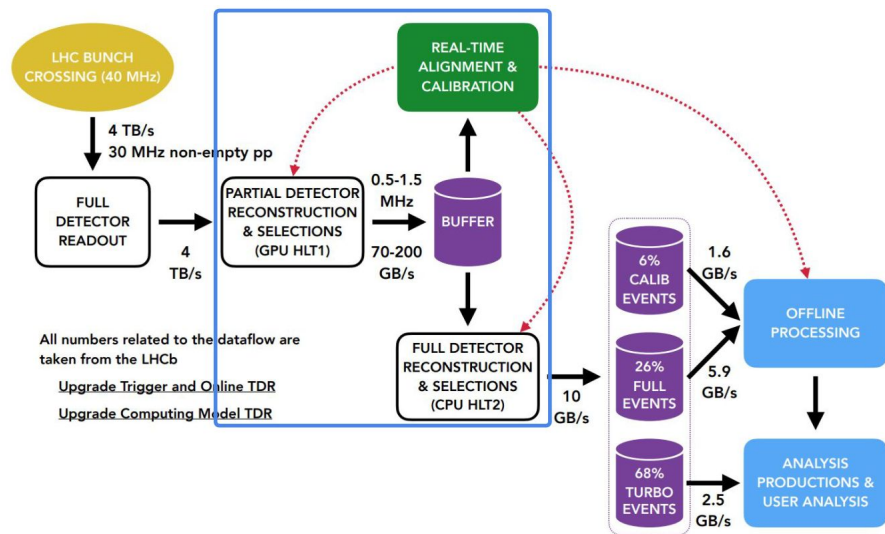 LHC BUNCH
CROSSING (40 MHz)
4 TB/s
30 MHz non-empty pp
FULL
DETECTOR
READOUT
4
TB/s
PARTIAL DETECTOR
RECONSTRUCTION
& SELECTIONS
(GPU HLT1)
0.5-1.5
MHz
70-200
GB/s
REAL-TIME
ALIGNMENT &
CALIBRATION
BUFFER
FULL DETECTOR
RECONSTRUCTION
& SELECTIONS
(CPU HLT2)
10
GB/s
6%
CALIB
EVENTS
1.6
GB/s
26%
FULL
EVENTS
5.9
GB/s
68%
TURBO
EVENTS
2.5
GB/s
OFFLINE
PROCESSING
ANALYSIS
PRODUCTIONS &
USER ANALYSIS
All numbers related to the dataflow are
taken from the LHCb
Upgrade Trigger and Online TDR
Upgrade Computing Model TDR